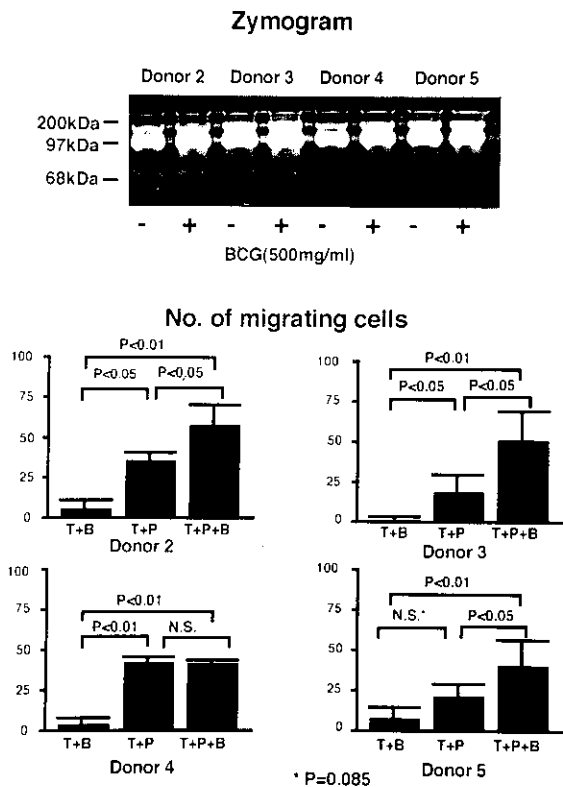 Zymogram
Donor 2 Donor 3 Donor 4 Donor 5
200kDa
97kDa
68kDa
- + - + - + - +
BCG(500mg/ml)
No. of migrating cells
100
75
50
25
0
P<0.01
P<0.05 P<0.05
T+B T+P T+P+B
Donor 2
100
75
50
25
0
P<0.01
P<0.05 P<0.05
T+B T+P T+P+B
Donor 3
100
75
50
25
0
P<0.01
P<0.01 N.S.
T+B T+P T+P+B
Donor 4
100
75
50
25
0
P<0.01
N.S.* P<0.05
T+B T+P T+P+B
Donor 5
* P=0.085